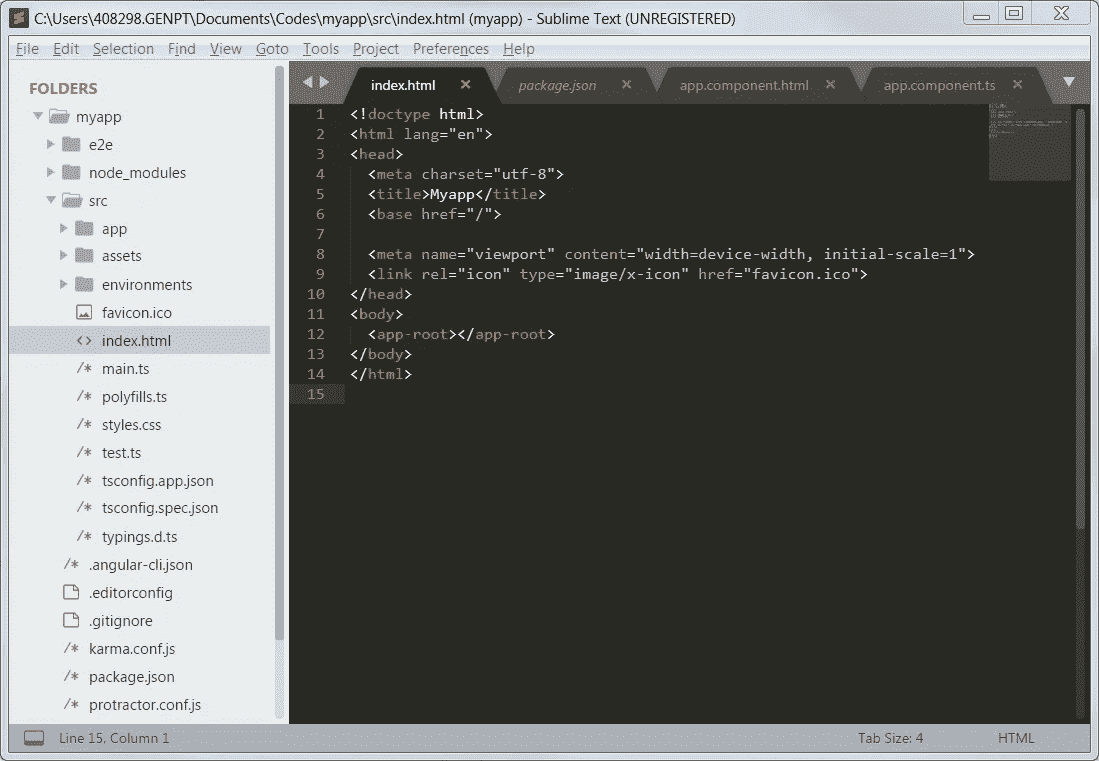 C:\Users\408298.GENPT\Documents\Codes\myapp\src\index.html (myapp) - Sublime Text (UNREGISTERED)
File Edit Selection Find View Goto Tools Project Preferences Help
FOLDERS
myapp
e2e
node_modules
src
app
assets
environments
favicon.ico
<> index.html
/* main.ts
/* polyfills.ts
/* styles.css
/* test.ts
/* tsconfig.app.json
/* tsconfig.spec.json
/* typings.d.ts
/* .angular-cli.json
.editorconfig
.gitignore
/* karma.conf.js
/* package.json
/* protractor.conf.js
index.html package.json app.component.html app.component.ts
1 <!doctype html>
2 <html lang="en">
3 <head>
4 <meta charset="utf-8">
5 <title>Myapp</title>
6 <base href="/">
7
8 <meta name="viewport" content="width=device-width, initial-scale=1">
9 <link rel="icon" type="image/x-icon" href="favicon.ico">
10 </head>
11 <body>
12 <app-root></app-root>
13 </body>
14 </html>
15
Line 15, Column 1 Tab Size: 4 HTML